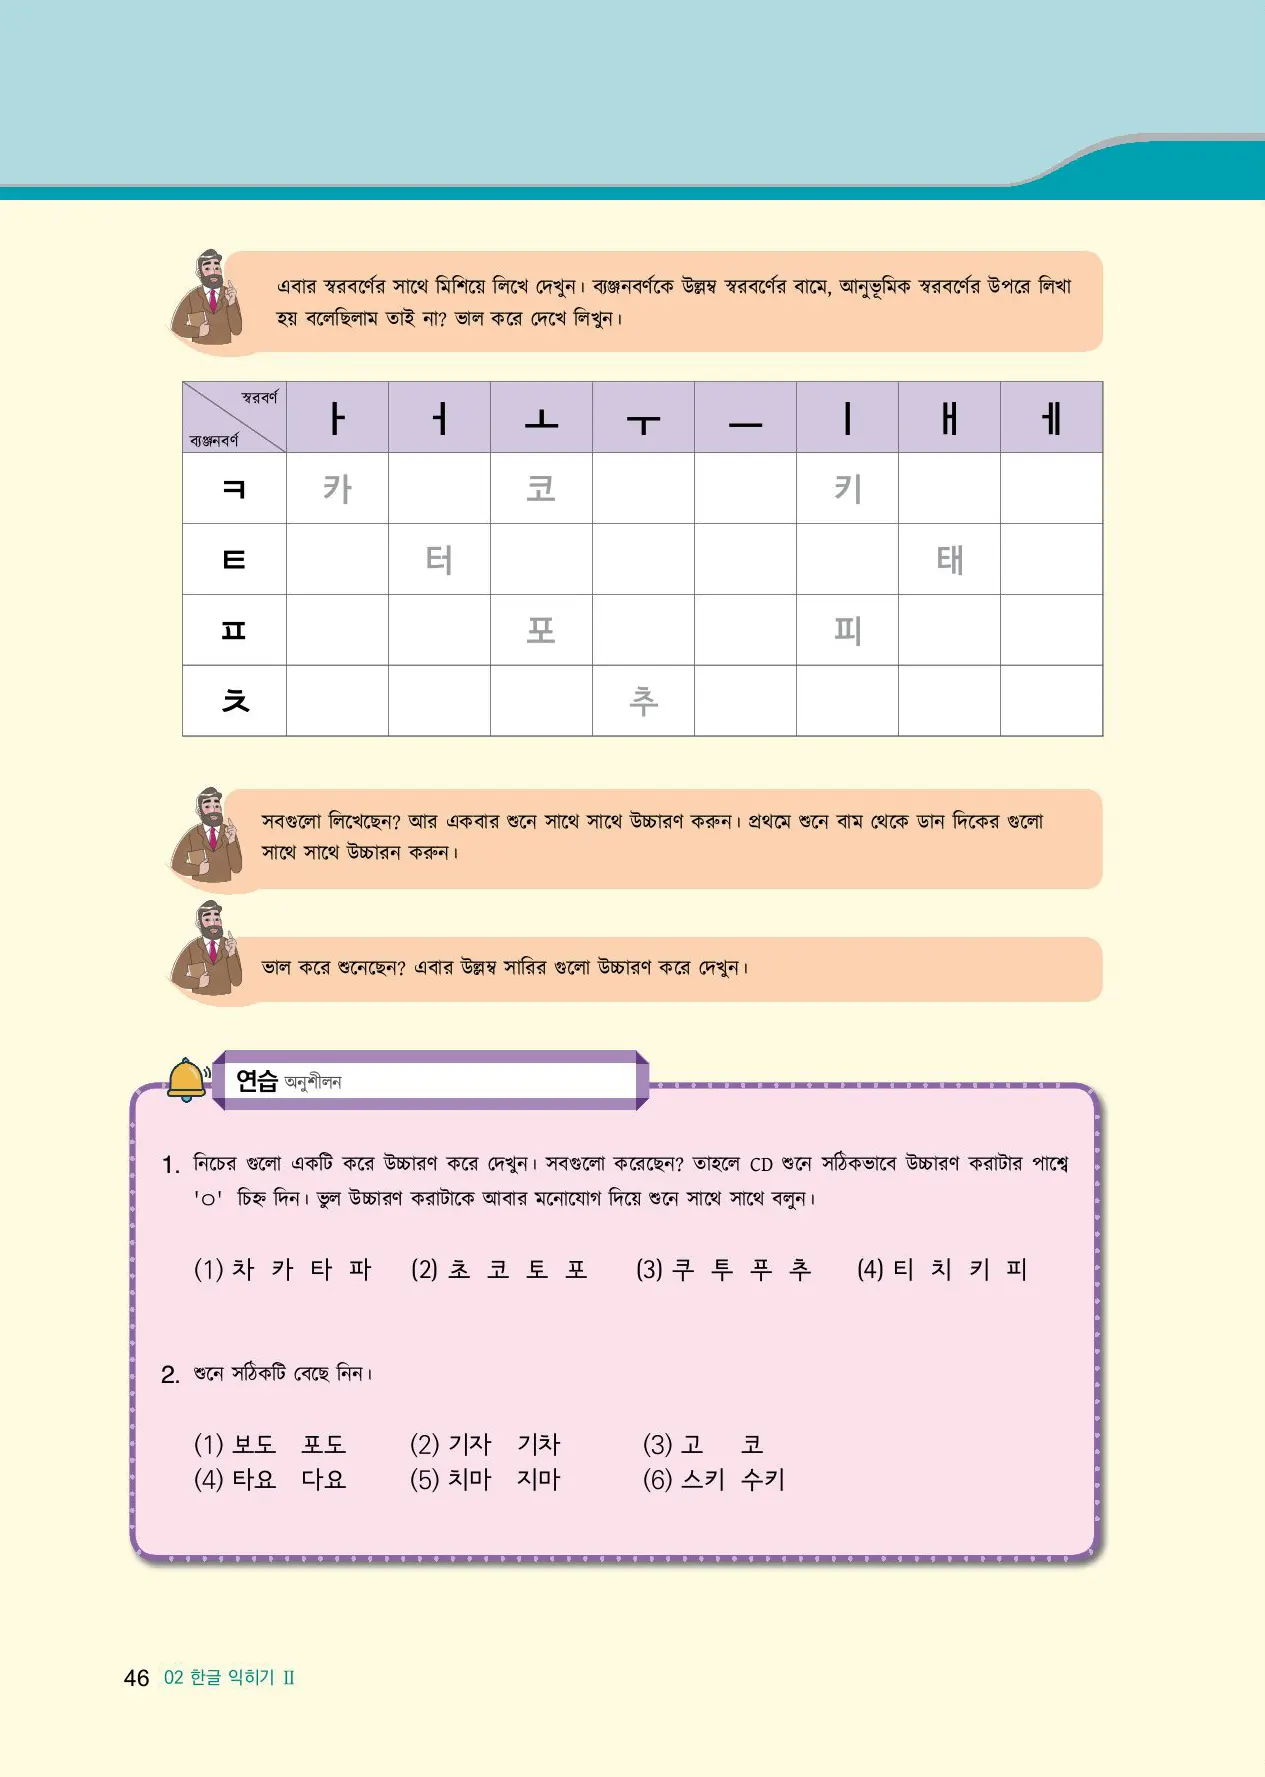 এবার স্বরবর্ণের সাথে মিশিয়ে লিখে দেখুন। ব্যঞ্জনবর্ণকে উল্লম্ব স্বরবর্ণের বামে, আনুভূমিক স্বরবর্ণের উপরে লিখা
হয় বলেছিলাম তাই না? ভাল করে দেখে লিখুন।
স্বরবর্ণ
ব্যঞ্জনবর্ণ
ㅏ ㅓ ㅗ ㅜ ㅡ ㅣ ㅐ ㅔ
ㅋ 카 코 키
ㅌ 터 태
ㅍ 포 피
ㅊ 추
সবগুলো লিখেছেন? আর একবার শুনে সাথে সাথে উচ্চারণ করুন। প্রথমে শুনে বাম থেকে ডান দিকের গুলো
সাথে সাথে উচ্চারন করুন।
ভাল করে শুনেছেন? এবার উল্লম্ব সারির গুলো উচ্চারণ করে দেখুন।
연습 অনুশীলন
1. নিচের গুলো একটি করে উচ্চারণ করে দেখুন। সবগুলো করেছেন? তাহলে CD শুনে সঠিকভাবে উচ্চারণ করাটার পাশ্বে
'○' চিহ্ন দিন। ভুল উচ্চারণ করাটাকে আবার মনোযোগ দিয়ে শুনে সাথে সাথে বলুন।
(1) 차 카 타 파 (2) 초 코 토 포 (3) 쿠 투 푸 추 (4) 티 치 키 피
2. শুনে সঠিকটি বেছে নিন।
(1) 보도 포도 (2) 기자 기차 (3) 고 코
(4) 타요 다요 (5) 치마 지마 (6) 스키 수키
46 02 한글 익히기 Ⅱ